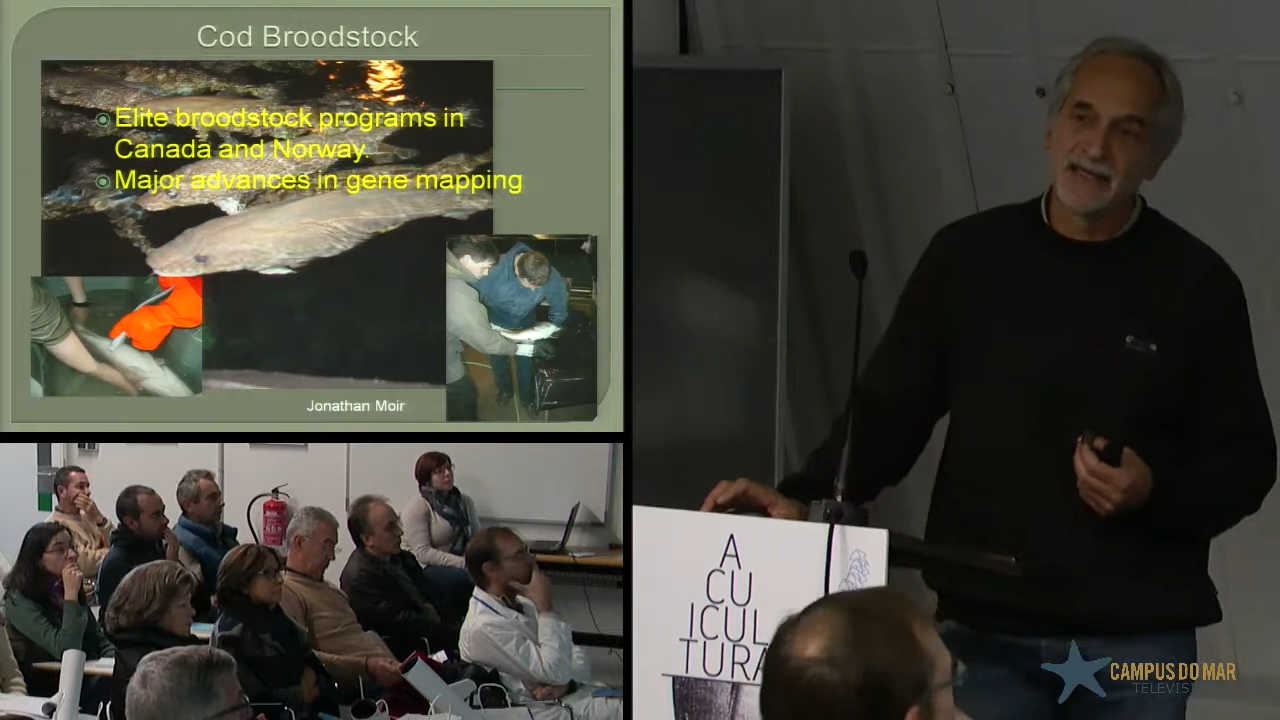 Cod Broodstock
Elite broodstock programs in
Canada and Norway.
Major advances in gene mapping
Jonathan Moir
A
CU
ICUL
TURA
CAMPUS DO MAR
TELEVIS